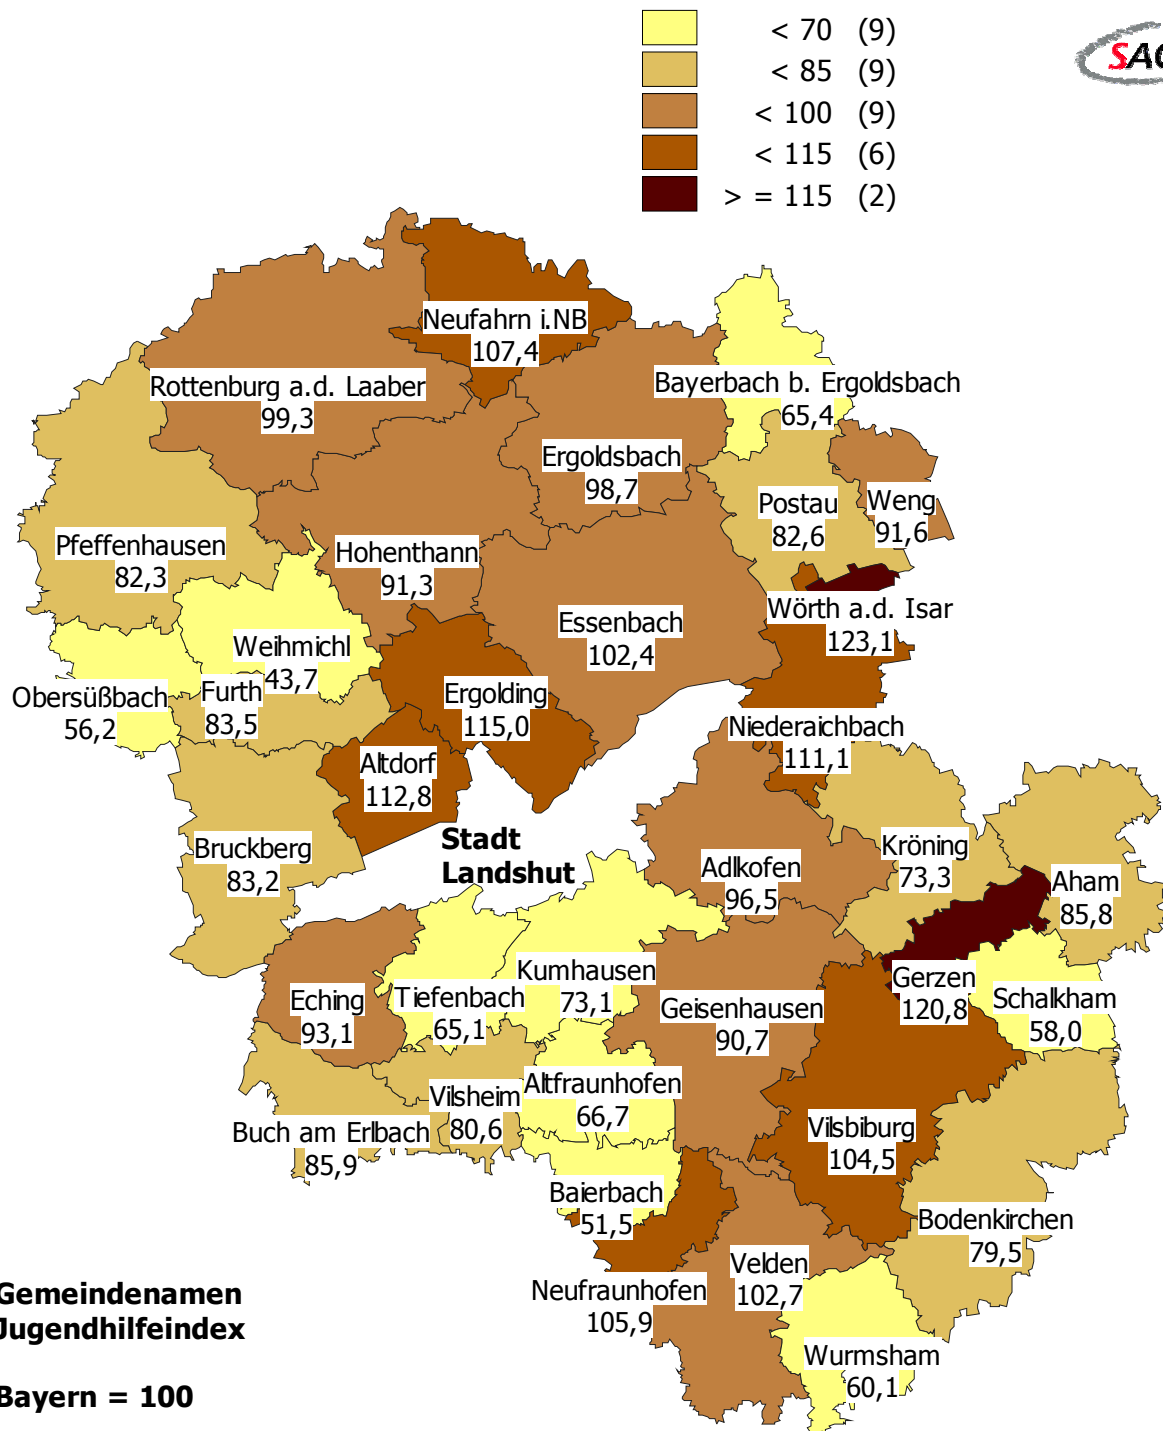 < 70 (9)
< 85 (9)
< 100 (9)
< 115 (6)
> = 115 (2)
Neufahrn i.NB
107,4
Rottenburg a.d. Laaber
99,3
Bayerbach b. Ergoldsbach
65,4
Ergoldsbach
98,7
Postau
82,6
Weng
91,6
Pfeffenhausen
82,3
Hohenthann
91,3
Wörth a.d. Isar
123,1
Essenbach
102,4
Weihmichl
43,7
Obersüßbach
56,2
Furth
83,5
Ergolding
115,0
Niederaichbach
111,1
Altdorf
112,8
Stadt
Landshut
Bruckberg
83,2
Adlkofen
96,5
Kröning
73,3
Aham
85,8
Eching
93,1
Tiefenbach
65,1
Kumhausen
73,1
Geisenhausen
90,7
Gerzen
120,8
Schalkham
58,0
Altfraunhofen
66,7
Vilsheim
80,6
Buch am Erlbach
85,9
Vilsbiburg
104,5
Baierbach
51,5
Bodenkirchen
79,5
Velden
102,7
Neufraunhofen
105,9
Wurmsham
60,1
Gemeindenamen
Jugendhilfeindex
Bayern = 100